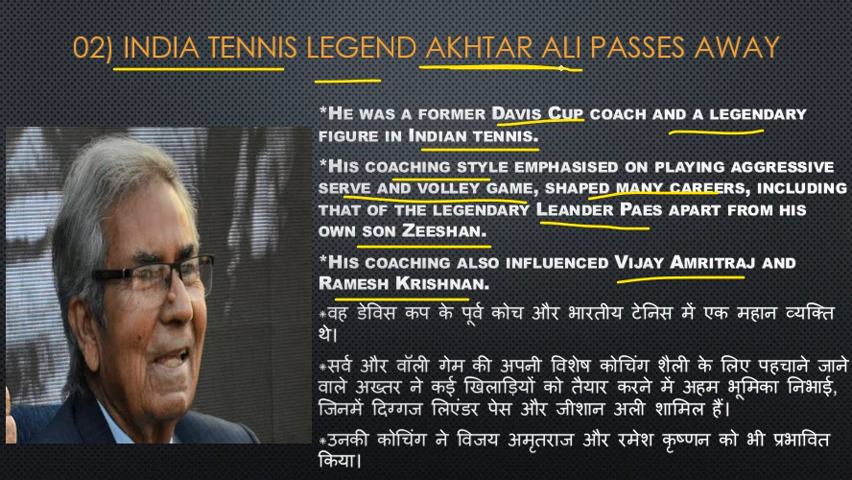 02) INDIA TENNIS LEGEND AKHTAR ALI PASSES AWAY
*HE WAS A FORMER DAVIS CUP COACH AND A LEGENDARY
FIGURE IN INDIAN TENNIS.
*HIS COACHING STYLE EMPHASISED ON PLAYING AGGRESSIVE
SERVE AND VOLLEY GAME, SHAPED MANY CAREERS, INCLUDING
THAT OF THE LEGENDARY LEANDER PAES APART FROM HIS
OWN SON ZEESHAN.
*HIS COACHING ALSO INFLUENCED VIJAY AMRITRAJ AND
RAMESH KRISHNAN.
*वह डेविस कप के पूर्व कोच और भारतीय टेनिस में एक महान व्यक्ति
थे।
*सर्व और वॉली गेम की अपनी विशेष कोचिंग शैली के लिए पहचाने जाने
वाले अख्तर ने कई खिलाड़ियों को तैयार करने में अहम भूमिका निभाई,
जिनमें दिग्गज लिएंडर पेस और जीशान अली शामिल हैं।
*उनकी कोचिंग ने विजय अमृतराज और रमेश कृष्णन को भी प्रभावित
किया।